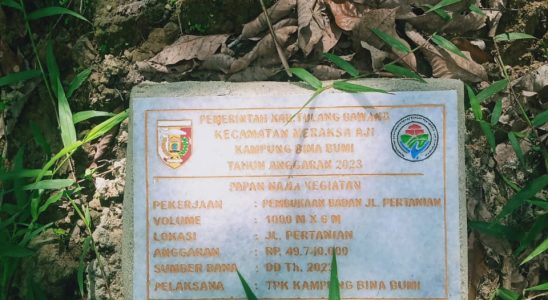 PEMERINTAH KAB. TULANG BAWANG
KECAMATAN MERAKSA AJI
KAMPUNG BINA BUMI
TAHUN ANGGARAN 2023
PAPAN NAMA KEGIATAN
PEKERJAAN : PEMBUKAAN BADAN JL. PERTANIAN
VOLUME : 1000 M X 6 M
LOKASI : JL. PERTANIAN
ANGGARAN : RP. 49.740.000
SUMBER DANA : DD Th. 2023
PELAKSANA : TPK KAMPUNG BINA BUMI